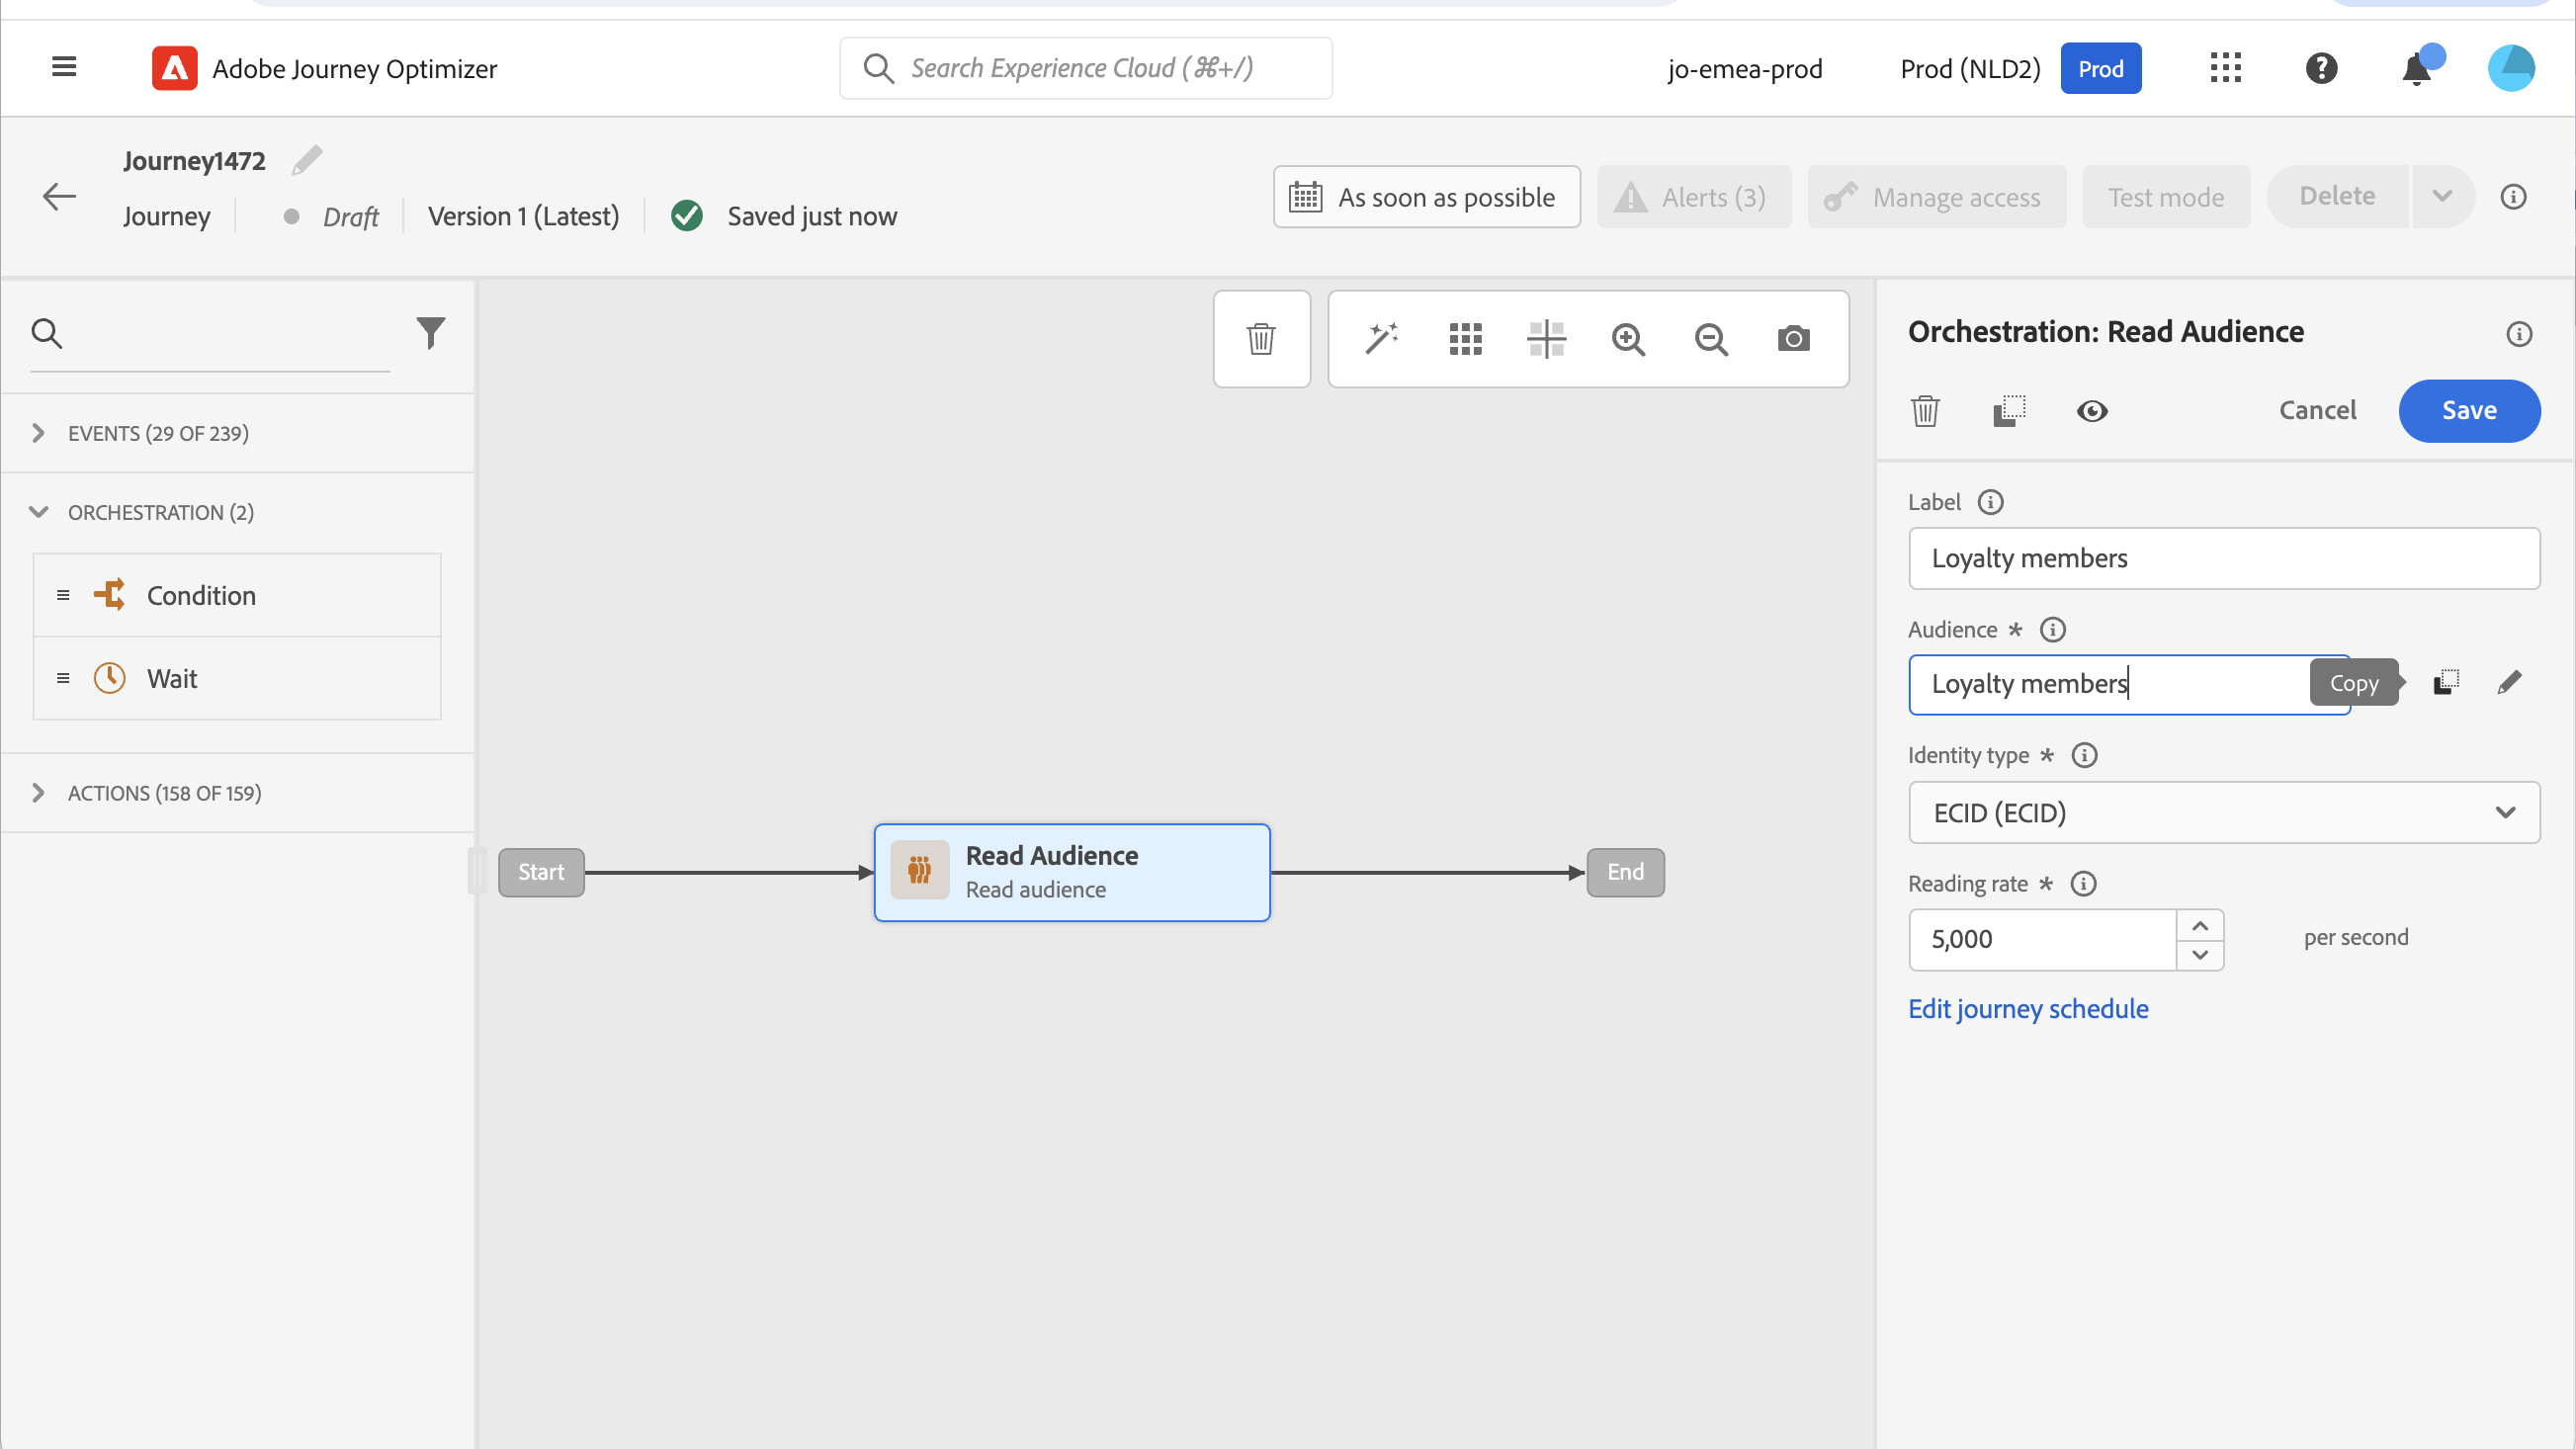 Adobe Journey Optimizer
Search Experience Cloud (⌘+/)
jo-emea-prod
Prod (NLD2)
Prod
Journey1472
Journey
Draft
Version 1 (Latest)
Saved just now
As soon as possible
Alerts (3)
Manage access
Test mode
Delete
EVENTS (29 OF 239)
ORCHESTRATION (2)
Condition
Wait
ACTIONS (158 OF 159)
Start
Read Audience
Read audience
End
Orchestration: Read Audience
Cancel
Save
Label
Loyalty members
Audience *
Loyalty members
Copy
Identity type *
ECID (ECID)
Reading rate *
5,000
per second
Edit journey schedule